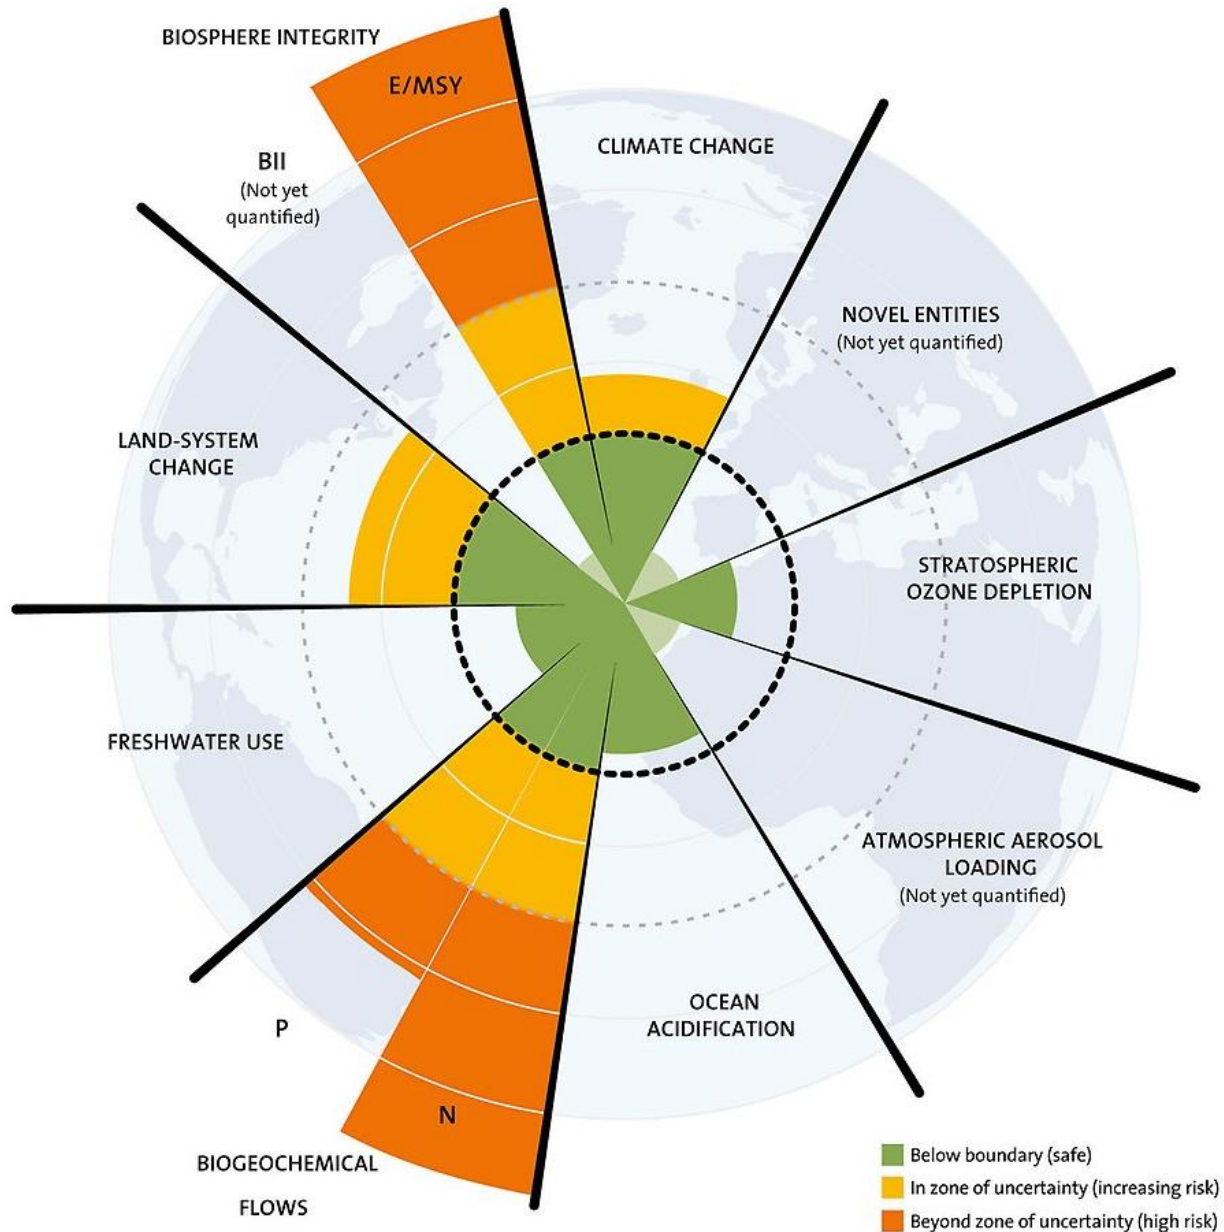 BIOSPHERE INTEGRITY
E/MSY
CLIMATE CHANGE
BII
(Not yet
quantified)
NOVEL ENTITIES
(Not yet quantified)
LAND-SYSTEM
CHANGE
STRATOSPHERIC
OZONE DEPLETION
FRESHWATER USE
ATMOSPHERIC AEROSOL
LOADING
(Not yet quantified)
OCEAN
ACIDIFICATION
P
N
BIOGEOCHEMICAL
FLOWS
Below boundary (safe)
In zone of uncertainty (increasing risk)
Beyond zone of uncertainty (high risk)